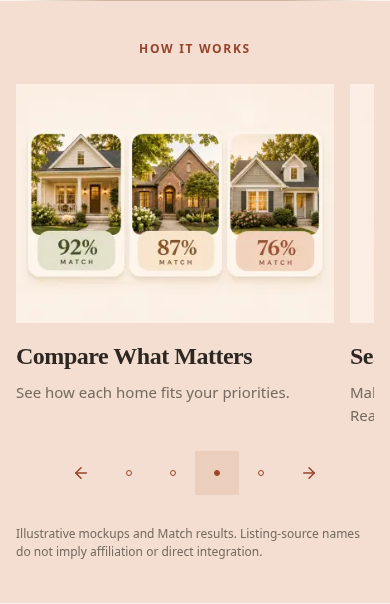 HOW IT WORKS
92%
MATCH
87%
MATCH
76%
MATCH
Compare What Matters
See how each home fits your priorities.
Se
Mal
Rea
Illustrative mockups and Match results. Listing-source names
do not imply affiliation or direct integration.